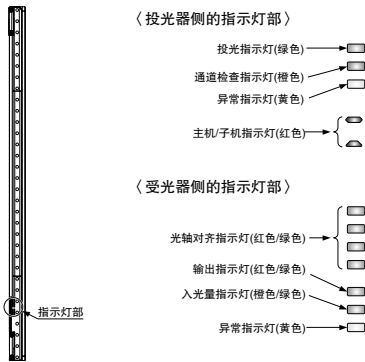 〈 投光器侧的指示灯部 〉
投光指示灯(绿色)
通道检查指示灯(橙色)
异常指示灯(黄色)
主机/子机指示灯(红色)
〈 受光器侧的指示灯部 〉
光轴对齐指示灯(红色/绿色)
输出指示灯(红色/绿色)
入光量指示灯(橙色/绿色)
异常指示灯(黄色)
指示灯部